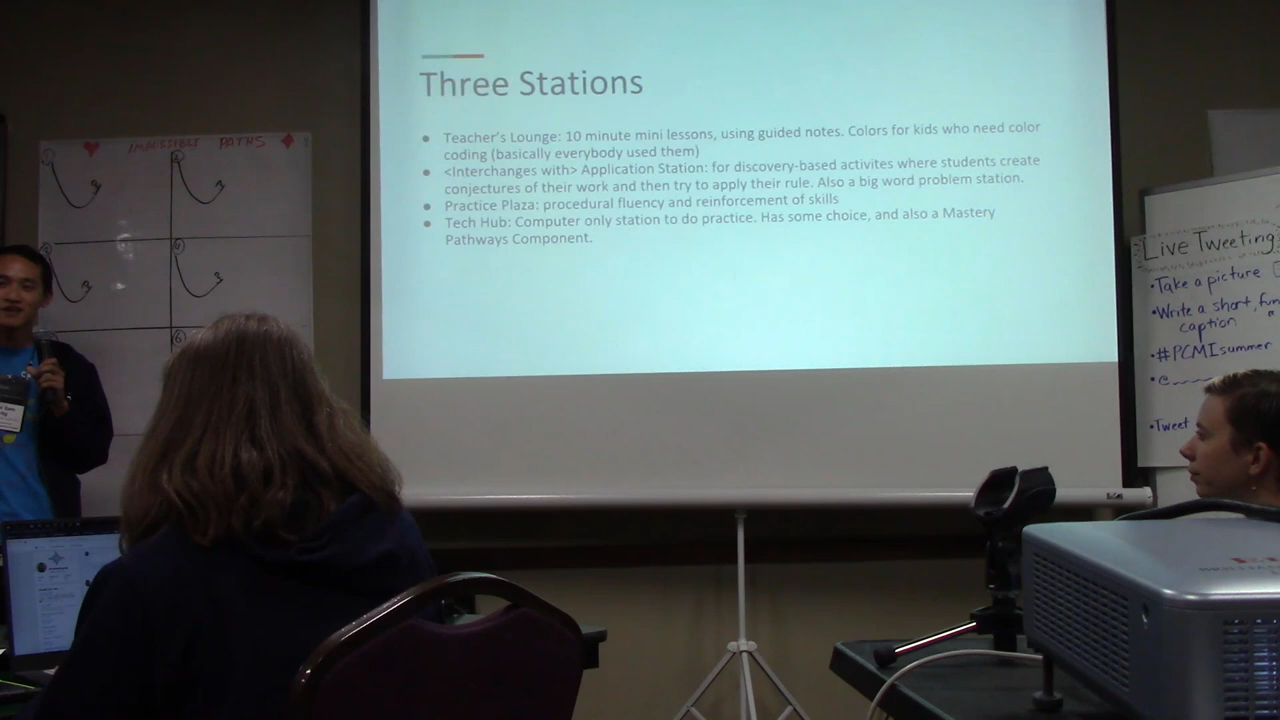 IMPOSSIBLE PATHS
Three Stations
Teacher's Lounge: 10 minute mini lessons, using guided notes. Colors for kids who need color
coding (basically everybody used them)
<Interchanges with> Application Station: for discovery-based activites where students create
conjectures of their work and then try to apply their rule. Also a big word problem station.
Practice Plaza: procedural fluency and reinforcement of skills
Tech Hub: Computer only station to do practice. Has some choice, and also a Mastery
Pathways Component.
Live Tweeting
•Take a picture
•Write a short, fun
caption
•#PCMIsummer
•@
•Tweet